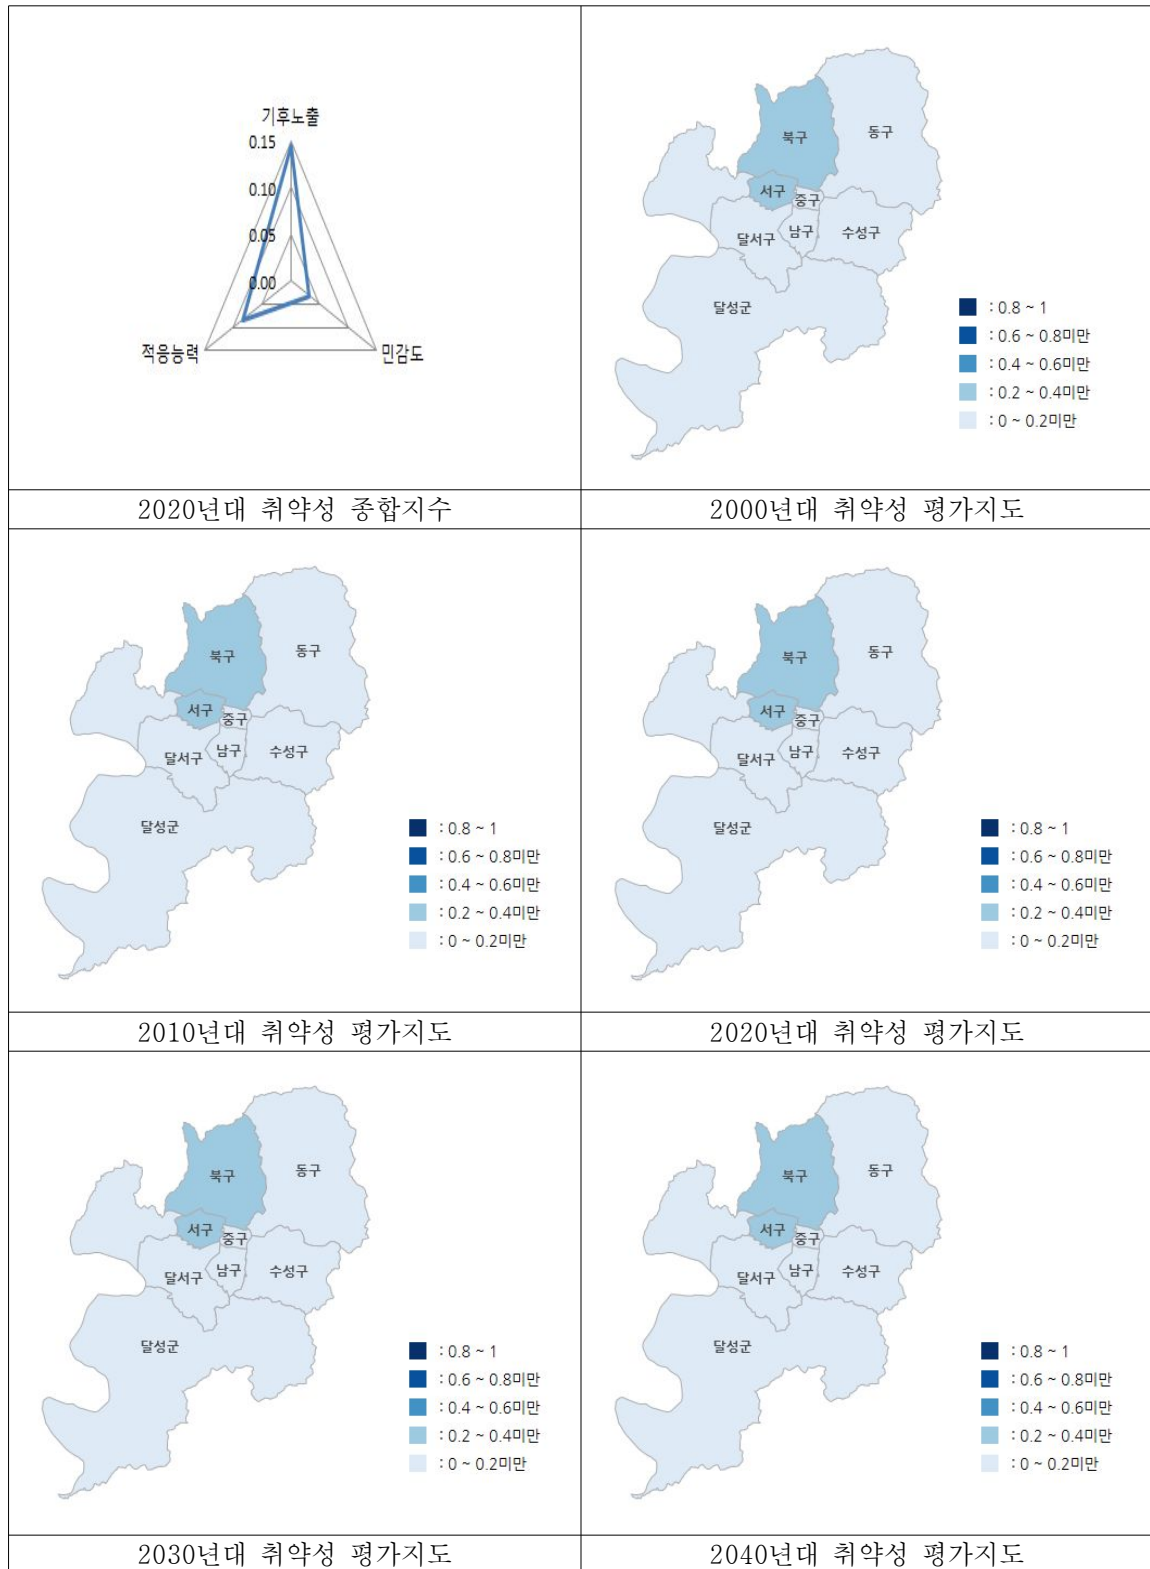 기후노출
0.15
0.10
0.05
0.00
적응능력
민감도
2020년대 취약성 종합지수
북구
동구
서구
중구
달서구
남구
수성구
달성군
: 0.8 ~ 1
: 0.6 ~ 0.8미만
: 0.4 ~ 0.6미만
: 0.2 ~ 0.4미만
: 0 ~ 0.2미만
2000년대 취약성 평가지도
북구
동구
서구
중구
달서구
남구
수성구
달성군
: 0.8 ~ 1
: 0.6 ~ 0.8미만
: 0.4 ~ 0.6미만
: 0.2 ~ 0.4미만
: 0 ~ 0.2미만
2010년대 취약성 평가지도
북구
동구
서구
중구
달서구
남구
수성구
달성군
: 0.8 ~ 1
: 0.6 ~ 0.8미만
: 0.4 ~ 0.6미만
: 0.2 ~ 0.4미만
: 0 ~ 0.2미만
2020년대 취약성 평가지도
북구
동구
서구
중구
달서구
남구
수성구
달성군
: 0.8 ~ 1
: 0.6 ~ 0.8미만
: 0.4 ~ 0.6미만
: 0.2 ~ 0.4미만
: 0 ~ 0.2미만
2030년대 취약성 평가지도
북구
동구
서구
중구
달서구
남구
수성구
달성군
: 0.8 ~ 1
: 0.6 ~ 0.8미만
: 0.4 ~ 0.6미만
: 0.2 ~ 0.4미만
: 0 ~ 0.2미만
2040년대 취약성 평가지도